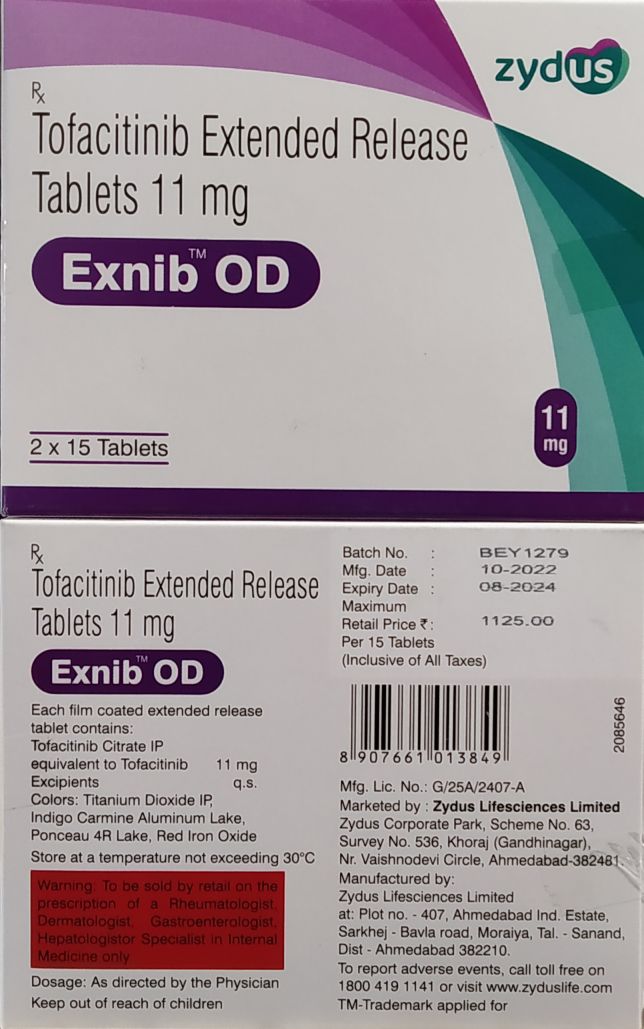 zydus
Rx
Tofacitinib Extended Release
Tablets 11 mg
Exnib™ OD
2 x 15 Tablets
11
mg
Rx
Tofacitinib Extended Release
Tablets 11 mg
Exnib™ OD
Each film coated extended release
tablet contains:
Tofacitinib Citrate IP
equivalent to Tofacitinib 11 mg
Excipients q.s.
Colors: Titanium Dioxide IP,
Indigo Carmine Aluminum Lake,
Ponceau 4R Lake, Red Iron Oxide
Store at a temperature not exceeding 30°C
Warning: To be sold by retail on the
prescription of a Rheumatologist,
Dermatologist, Gastroenterologist,
Hepatologistor Specialist in Internal
Medicine only
Dosage: As directed by the Physician
Keep out of reach of children
Batch No. : BEY1279
Mfg. Date : 10-2022
Expiry Date : 08-2024
Maximum
Retail Price ₹ : 1125.00
Per 15 Tablets
(Inclusive of All Taxes)
8 907661 013849
2085646
Mfg. Lic. No.: G/25A/2407-A
Marketed by : Zydus Lifesciences Limited
Zydus Corporate Park, Scheme No. 63,
Survey No. 536, Khoraj (Gandhinagar),
Nr. Vaishnodevi Circle, Ahmedabad-382481.
Manufactured by:
Zydus Lifesciences Limited
at: Plot no. - 407, Ahmedabad Ind. Estate,
Sarkhej - Bavla road, Moraiya, Tal. - Sanand,
Dist - Ahmedabad 382210.
To report adverse events, call toll free on
1800 419 1141 or visit www.zyduslife.com
TM-Trademark applied for